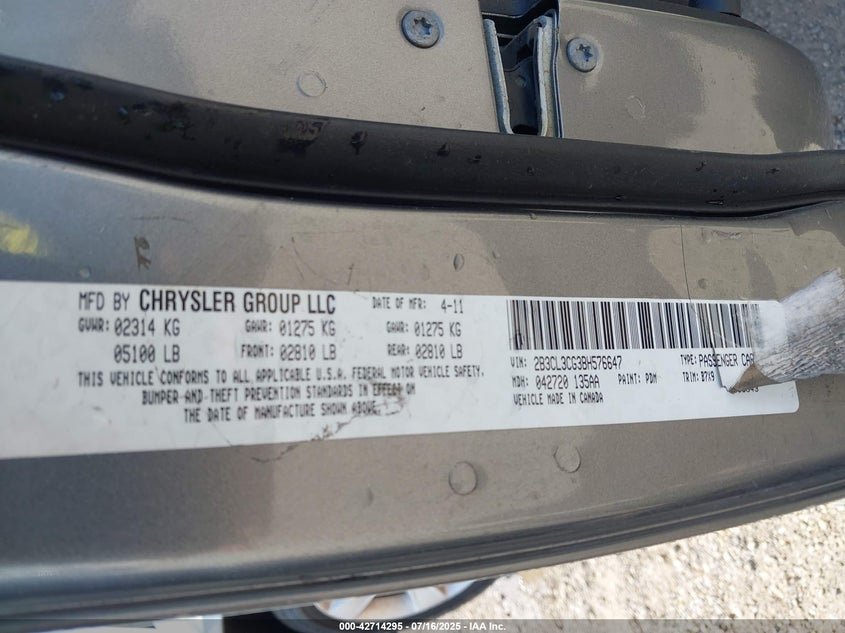 MFD BY CHRYSLER GROUP LLC DATE OF MFR: 4-11
GVWR: 02314 KG GAWR: 01275 KG GAWR: 01275 KG
05100 LB FRONT: 02810 LB REAR: 02810 LB
THIS VEHICLE CONFORMS TO ALL APPLICABLE U.S.A. FEDERAL MOTOR VEHICLE SAFETY.
BUMPER AND THEFT PREVENTION STANDARDS IN EFFECT ON
THE DATE OF MANUFACTURE SHOWN ABOVE.
VIN: 2B3CL3CG3BH576647 TYPE: PASSENGER CAR
MDH: 042720 135AA PAINT: PDM TRIM: B7X9
VEHICLE MADE IN CANADA
000-42714295 - 07/16/2025 - IAA Inc.